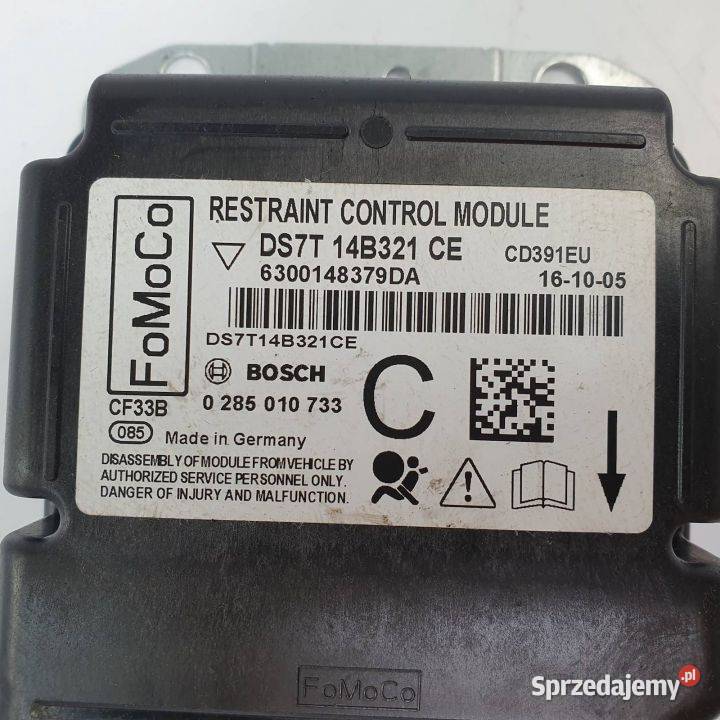 FoMoCo
RESTRAINT CONTROL MODULE
DS7T 14B321 CE CD391EU
6300148379DA 16-10-05
DS7T14B321CE
BOSCH
C
CF33B
0 285 010 733
085 Made in Germany
DISASSEMBLY OF MODULE FROM VEHICLE BY
AUTHORIZED SERVICE PERSONNEL ONLY.
DANGER OF INJURY AND MALFUNCTION.
FoMoCo
Sprzedajemy.pl